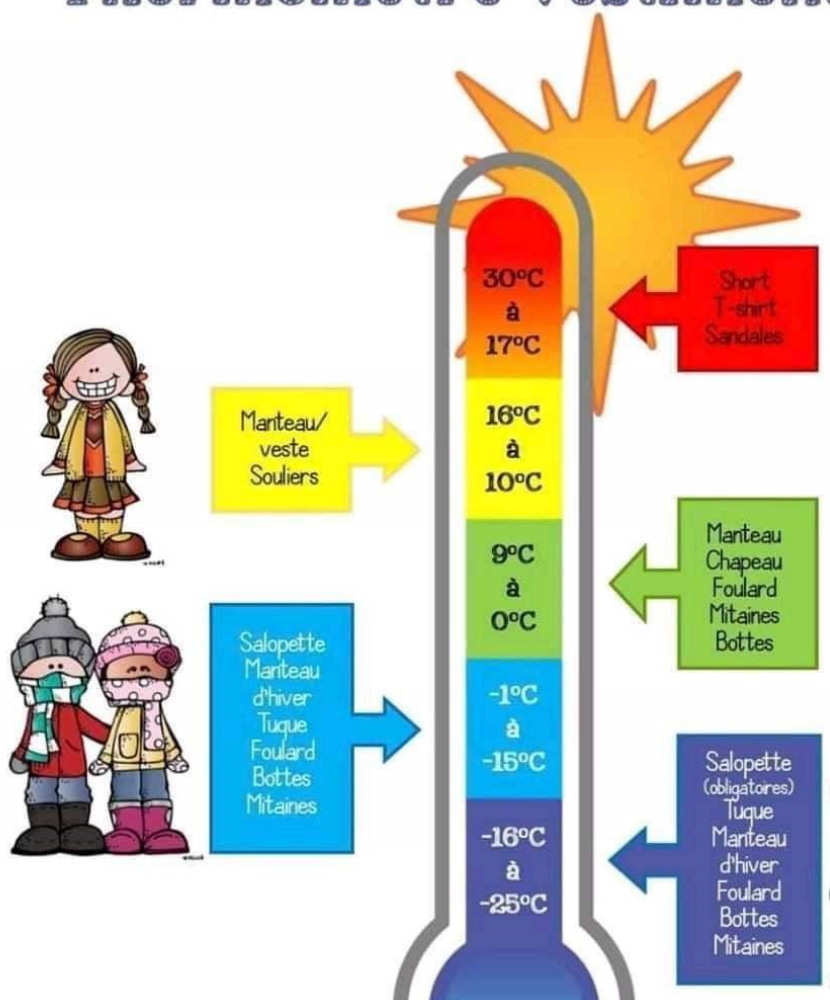 30°C
à
17°C
Short
T-shirt
Sandales
Manteau/
veste
Souliers
16°C
à
10°C
9°C
à
0°C
Manteau
Chapeau
Foulard
Mitaines
Bottes
Salopette
Manteau
d'hiver
Tuque
Foulard
Bottes
Mitaines
-1°C
à
-15°C
-16°C
à
-25°C
Salopette
(obligatoires)
Tuque
Manteau
d'hiver
Foulard
Bottes
Mitaines